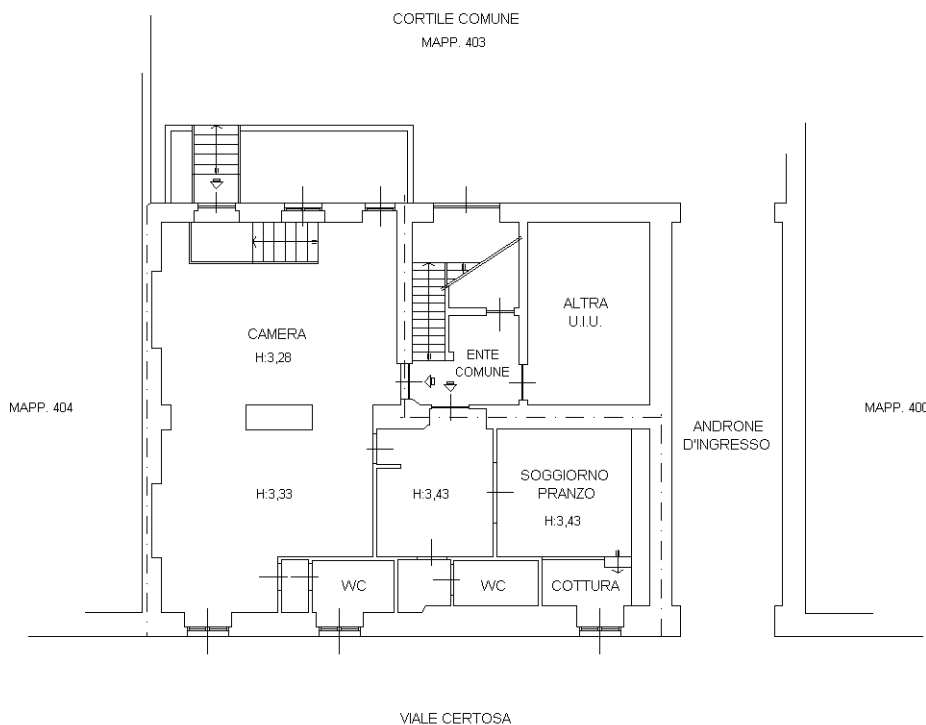 CORTILE COMUNE
MAPP. 403
ALTRA
U.I.U.
CAMERA
H:3,28
ENTE
COMUNE
MAPP. 404
MAPP. 400
ANDRONE
D'INGRESSO
SOGGIORNO
PRANZO
H:3,33
H:3,43
H:3,43
WC
WC
COTTURA
VIALE CERTOSA